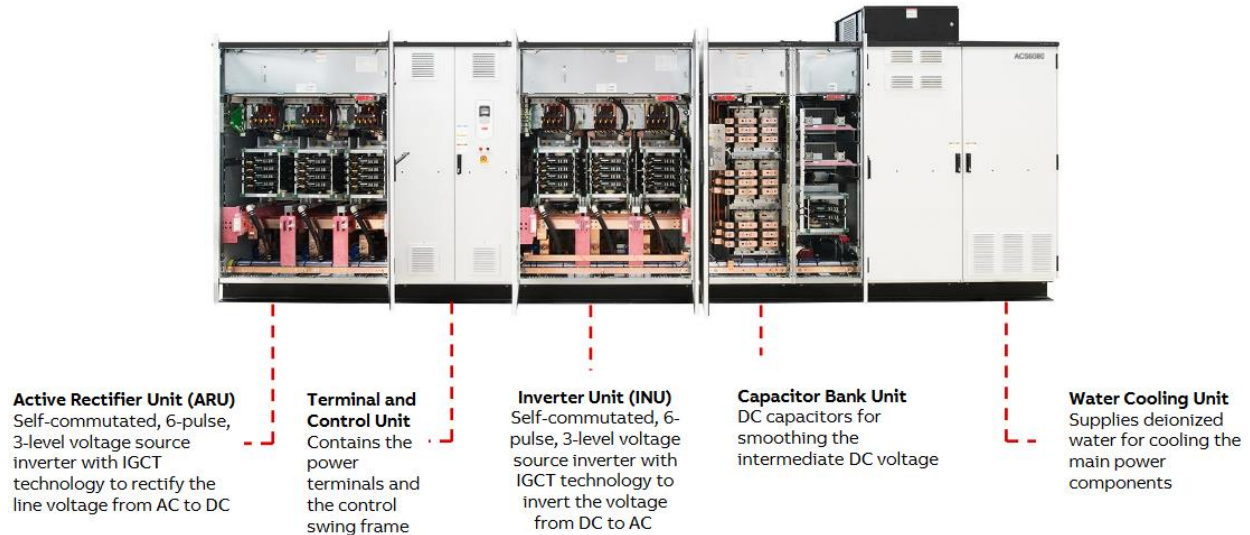 ACS6080
Active Rectifier Unit (ARU)
Self-commutated, 6-pulse,
3-level voltage source
inverter with IGCT
technology to rectify the
line voltage from AC to DC
Terminal and
Control Unit
Contains the
power
terminals and
the control
swing frame
Inverter Unit (INU)
Self-commutated, 6-
pulse, 3-level voltage
source inverter with
IGCT technology to
invert the voltage
from DC to AC
Capacitor Bank Unit
DC capacitors for
smoothing the
intermediate DC voltage
Water Cooling Unit
Supplies deionized
water for cooling the
main power
components